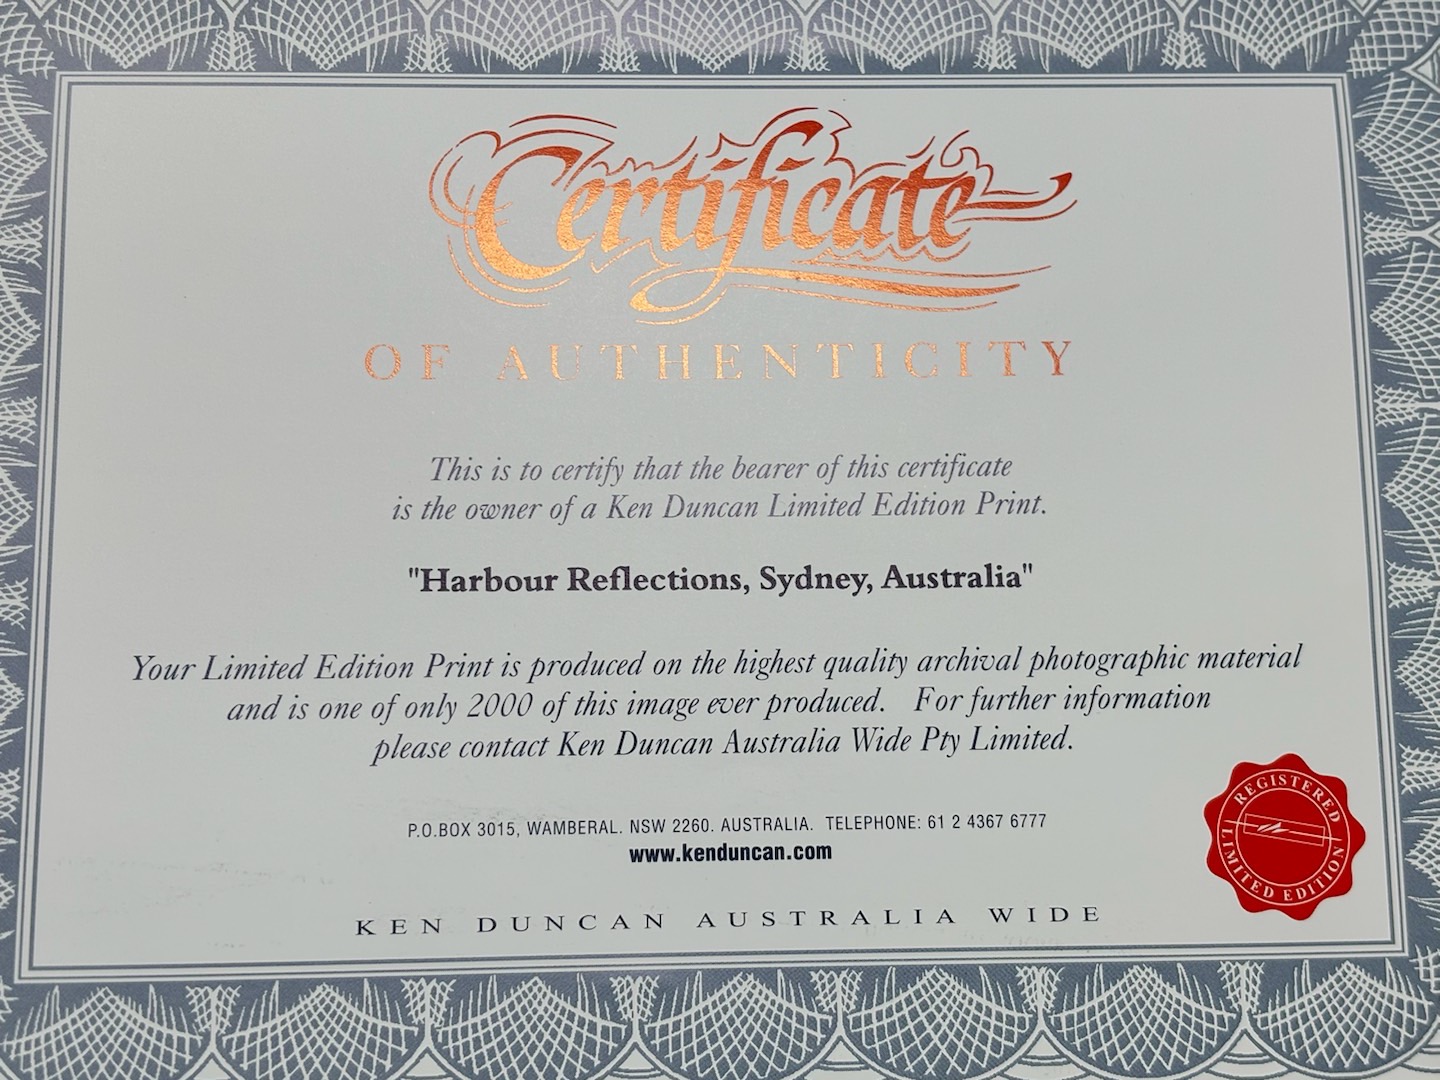 Certificate
OF AUTHENTICITY
This is to certify that the bearer of this certificate
is the owner of a Ken Duncan Limited Edition Print.
"Harbour Reflections, Sydney, Australia"
Your Limited Edition Print is produced on the highest quality archival photographic material
and is one of only 2000 of this image ever produced. For further information
please contact Ken Duncan Australia Wide Pty Limited.
P.O.BOX 3015, WAMBERAL. NSW 2260. AUSTRALIA. TELEPHONE: 61 2 4367 6777
www.kenduncan.com
KEN DUNCAN AUSTRALIA WIDE
REGISTERED
LIMITED EDITION